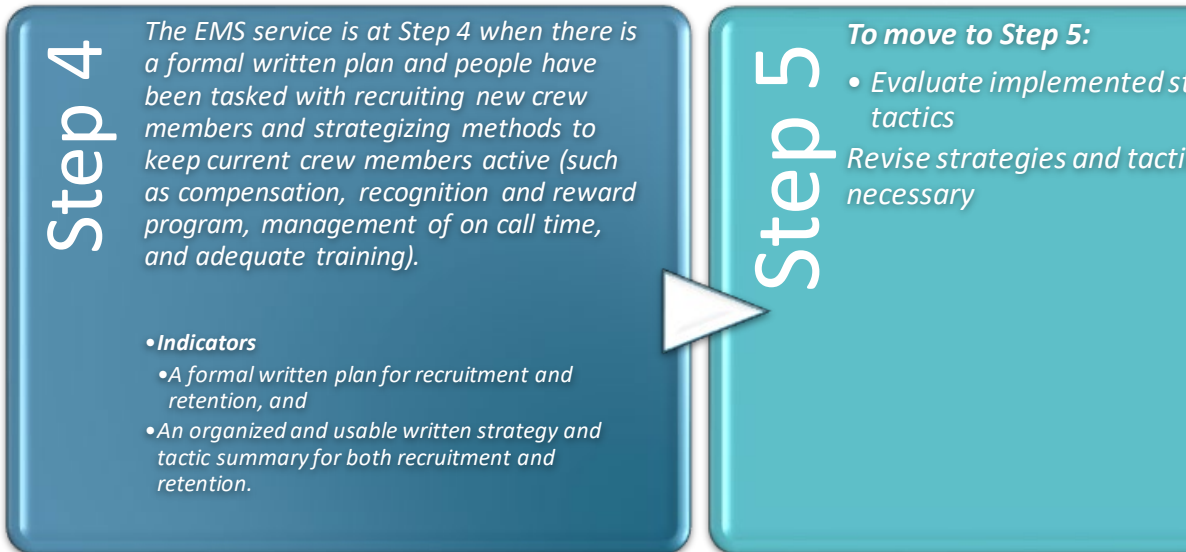 Step 4
The EMS service is at Step 4 when there is
a formal written plan and people have
been tasked with recruiting new crew
members and strategizing methods to
keep current crew members active (such
as compensation, recognition and reward
program, management of on call time,
and adequate training).
•Indicators
•A formal written plan for recruitment and
retention, and
•An organized and usable written strategy and
tactic summary for both recruitment and
retention.
Step 5
To move to Step 5:
• Evaluate implemented
tactics
Revise strategies and
necessary